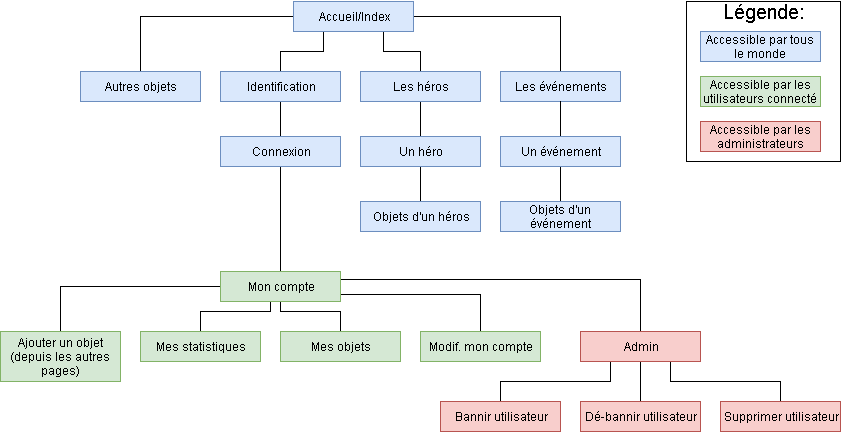 Accueil/Index
Légende:
Accessible par tous
le monde
Accessible par les
utilisateurs connecté
Accessible par les
administrateurs
Autres objets
Identification
Les héros
Les événements
Connexion
Un héro
Un événement
Objets d'un héros
Objets d'un
événement
Mon compte
Ajouter un objet
(depuis les autres
pages)
Mes statistiques
Mes objets
Modif. mon compte
Admin
Bannir utilisateur
Dé-bannir utilisateur
Supprimer utilisateur